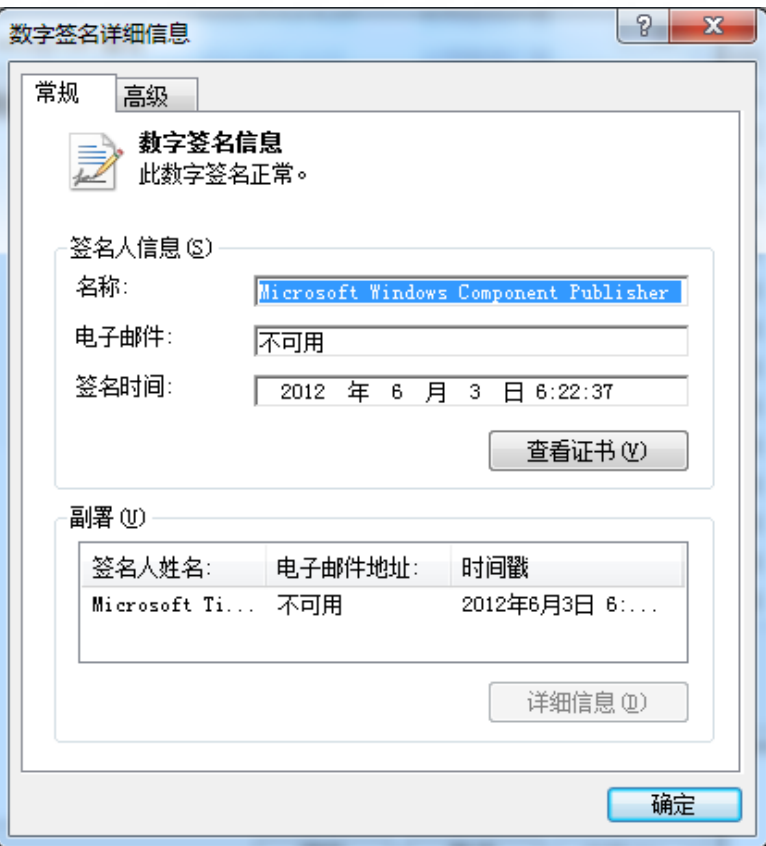 数字签名详细信息
常规 高级
数字签名信息
此数字签名正常。
签名人信息(S)
名称: Microsoft Windows Component Publisher
电子邮件: 不可用
签名时间: 2012 年 6 月 3 日 6:22:37
查看证书(V)
副署(U)
签名人姓名: 电子邮件地址: 时间戳
Microsoft Ti... 不可用 2012年6月3日 6:...
详细信息(D)
确定